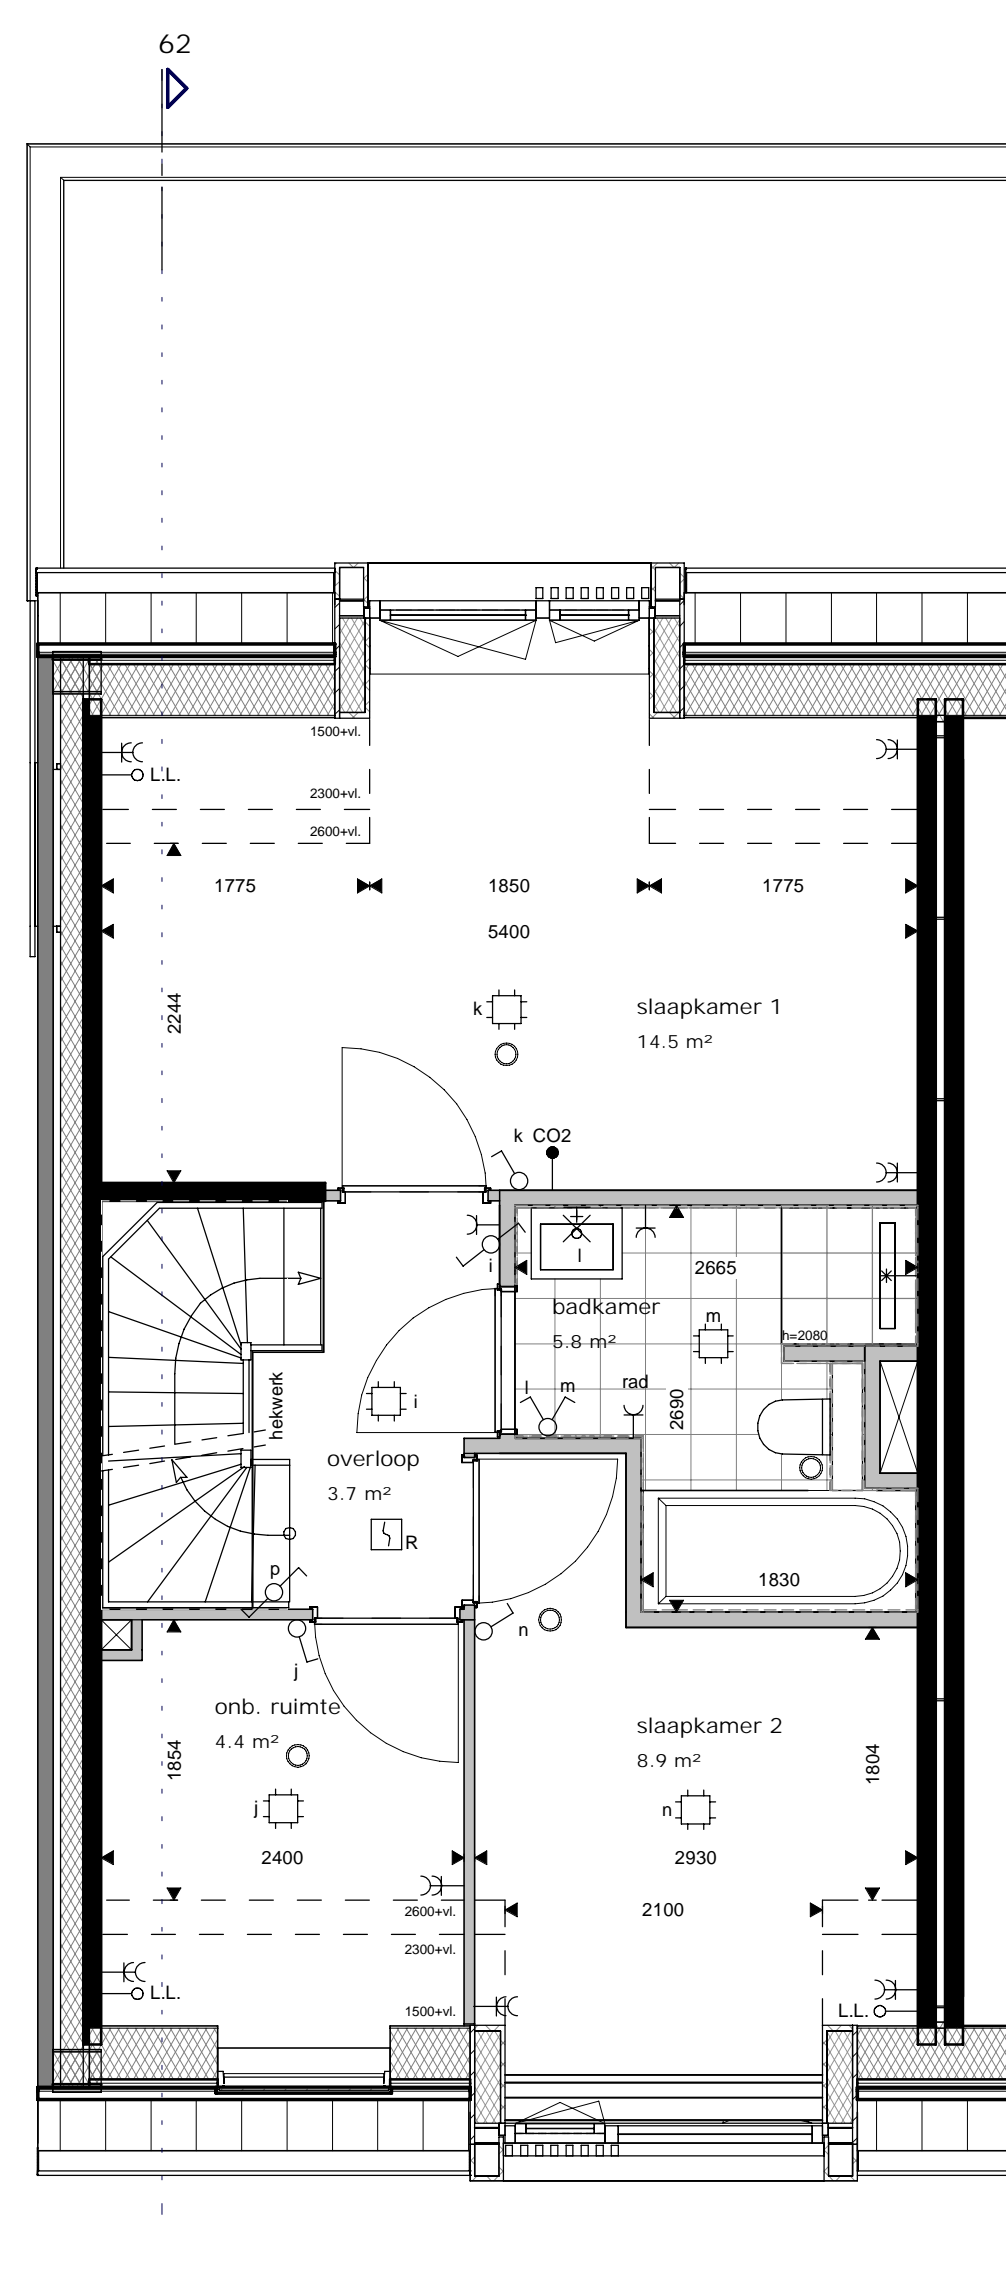 62
1500+vl.
L.L.
2300+vl.
2600+vl.
1775
1850
1775
5400
2244
k
slaapkamer 1
14.5 m²
k CO2
i
l
2665
badkamer
5.8 m²
m
h=2080
l
m
rad
2690
hekwerk
i
overloop
3.7 m²
R
p
1830
n
j
onb. ruimte
4.4 m²
slaapkamer 2
8.9 m²
1854
1804
j
n
2400
2930
2100
2600+vl.
2300+vl.
L.L.
1500+vl.
L.L.